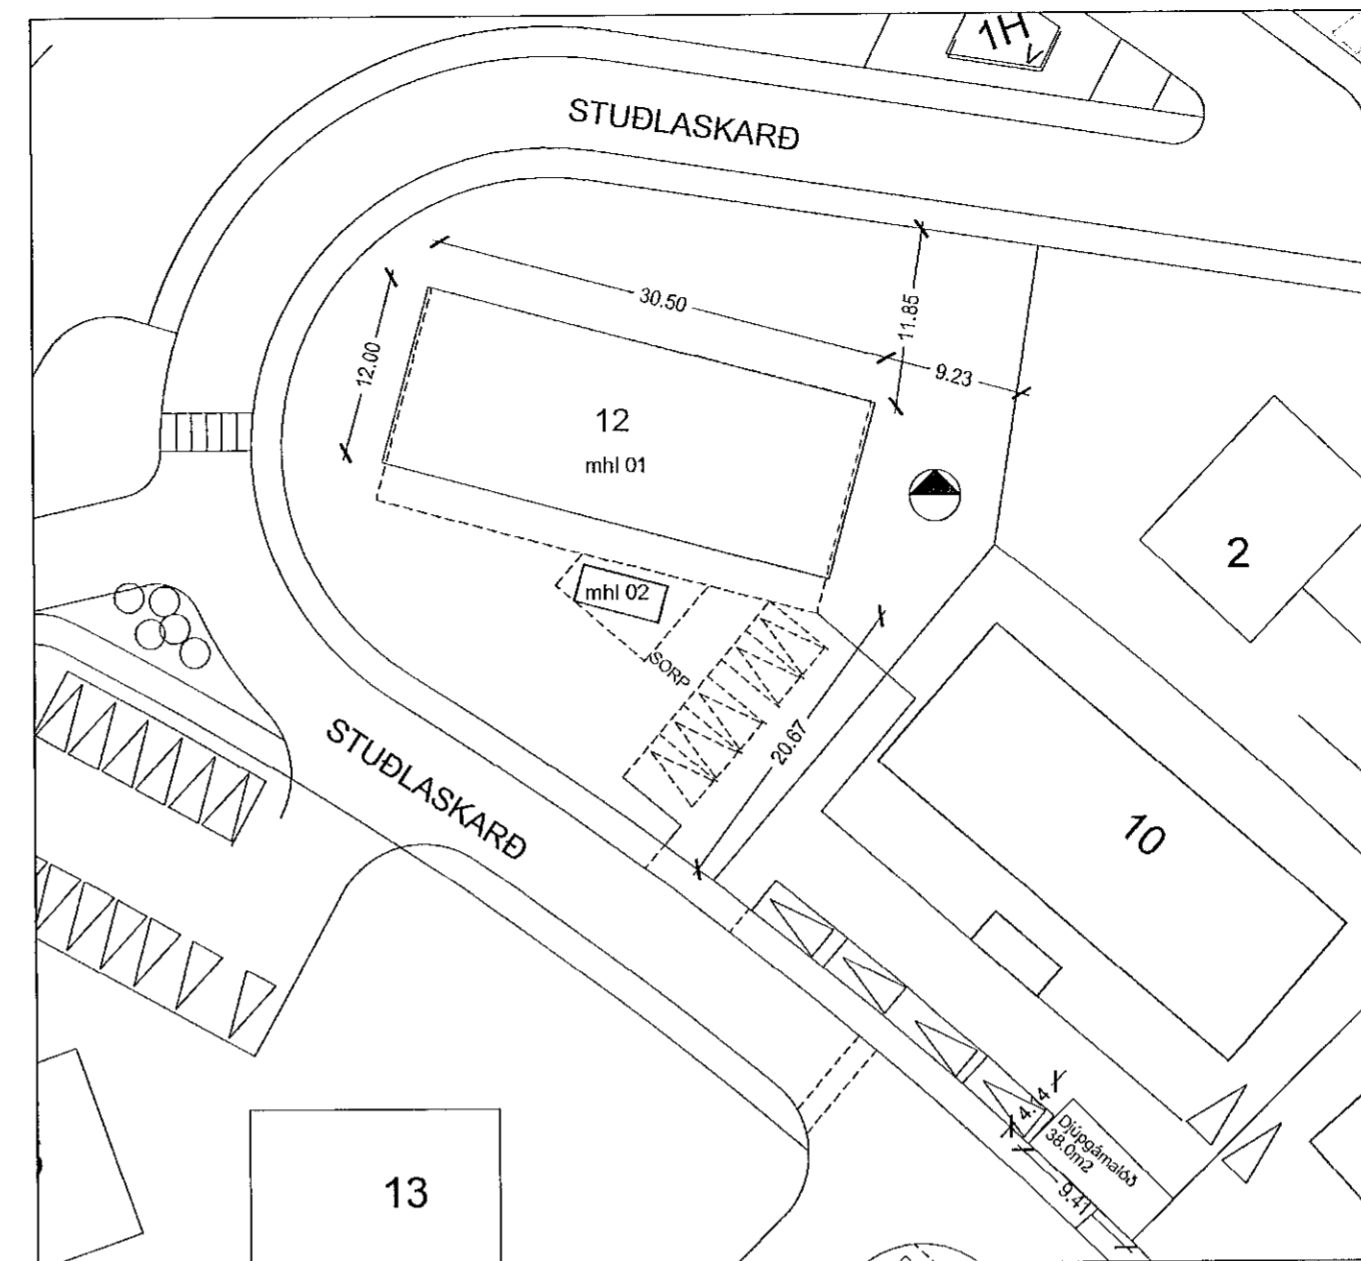 1H
V
STUÐLASKARÐ
30.50
11.85
12.00
9.23
12
mhl 01
2
mhl 02
SORP
20.67
STUÐLASKARÐ
10
4.14
Djúpgámalóð
38.0m2
9.41
13